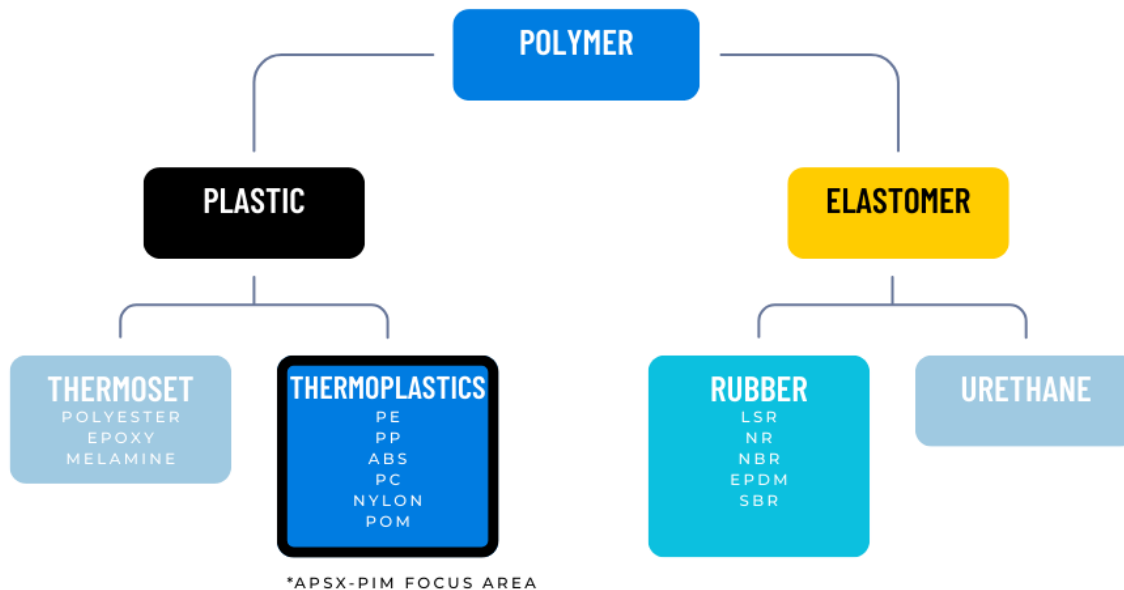 POLYMER
PLASTIC
ELASTOMER
THERMOSET
POLYESTER
EPOXY
MELAMINE
THERMOPLASTICS
PE
PP
ABS
PC
NYLON
POM
*APSX-PIM FOCUS AREA
RUBBER
LSR
NR
NBR
EPDM
SBR
URETHANE